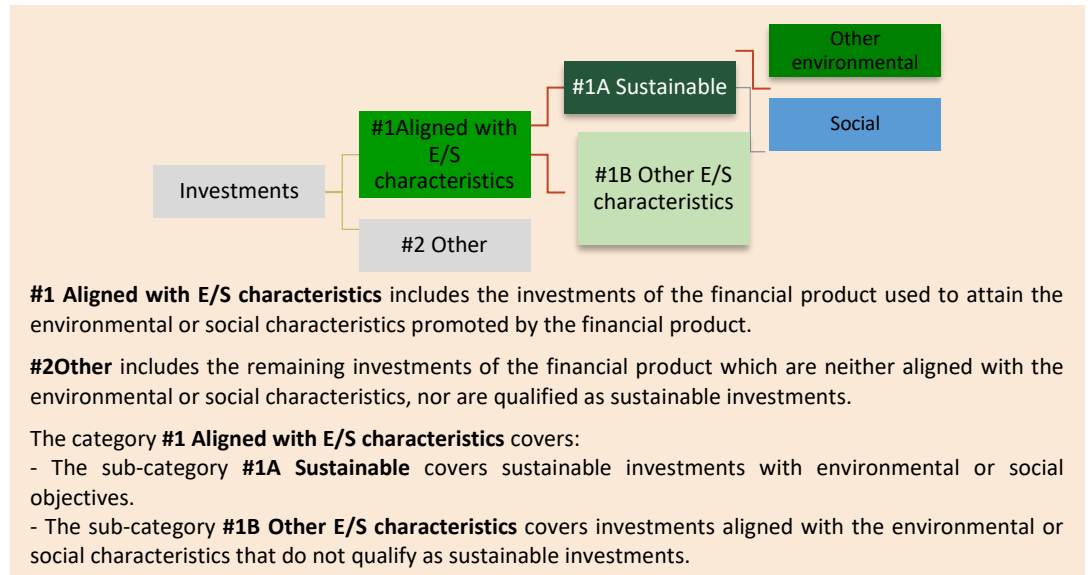 Other
environmental
#1A Sustainable
#1Aligned with
E/S
characteristics
Social
#1B Other E/S
characteristics
Investments
#2 Other
#1 Aligned with E/S characteristics includes the investments of the financial product used to attain the
environmental or social characteristics promoted by the financial product.
#2Other includes the remaining investments of the financial product which are neither aligned with the
environmental or social characteristics, nor are qualified as sustainable investments.
The category #1 Aligned with E/S characteristics covers:
- The sub-category #1A Sustainable covers sustainable investments with environmental or social
objectives.
- The sub-category #1B Other E/S characteristics covers investments aligned with the environmental or
social characteristics that do not qualify as sustainable investments.